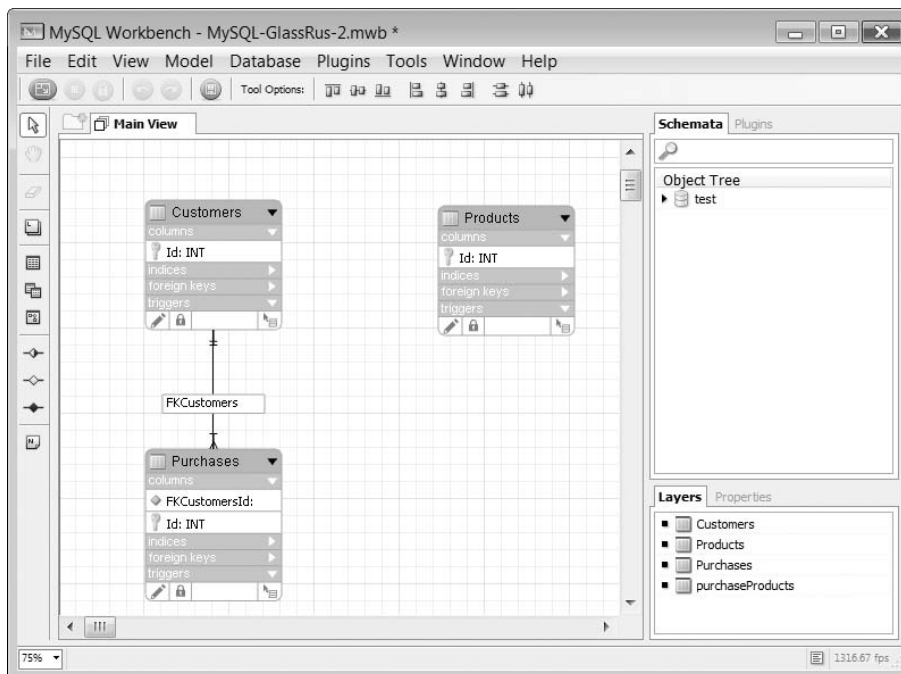 MySQL Workbench - MySQL-GlassRus-2.mwb *
File Edit View Model Database Plugins Tools Window Help
Tool Options:
Main View
Customers
columns
Id: INT
indices
foreign keys
triggers
Products
columns
Id: INT
indices
foreign keys
triggers
FKCustomers
Purchases
columns
FKCustomersId:
Id: INT
indices
foreign keys
triggers
Schemata Plugins
Object Tree
test
Layers Properties
Customers
Products
Purchases
purchaseProducts
75%
1316.67 fps